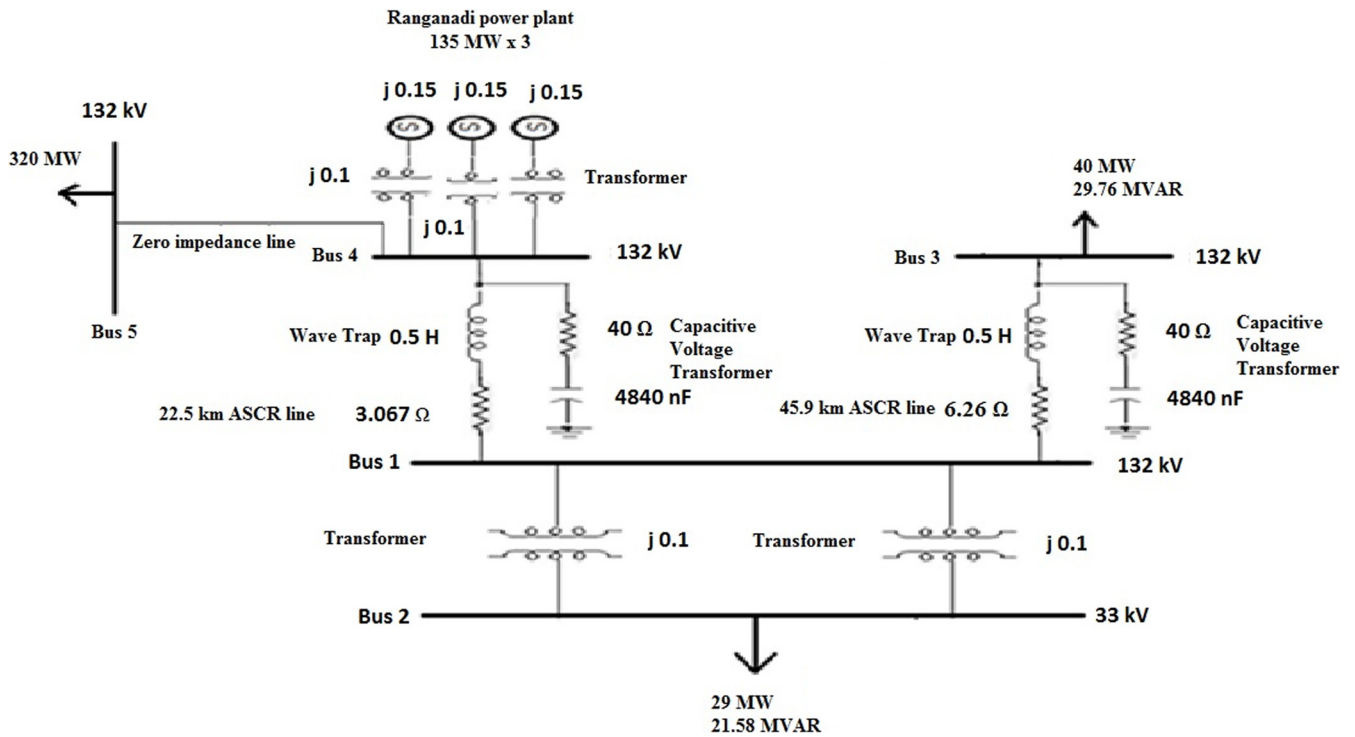 Ranganadi power plant
135 MW x 3
j 0.15 j 0.15 j 0.15
S S S
132 kV
320 MW
j 0.1
Transformer
j 0.1
Zero impedance line
Bus 4
132 kV
Bus 5
40 MW
29.76 MVAR
Bus 3
132 kV
Wave Trap 0.5 H
40 Ω
Capacitive
Voltage
Transformer
4840 nF
22.5 km ASCR line 3.067 Ω
Wave Trap 0.5 H
40 Ω
Capacitive
Voltage
Transformer
4840 nF
45.9 km ASCR line 6.26 Ω
Bus 1
132 kV
Transformer
j 0.1
Transformer
j 0.1
Bus 2
33 kV
29 MW
21.58 MVAR